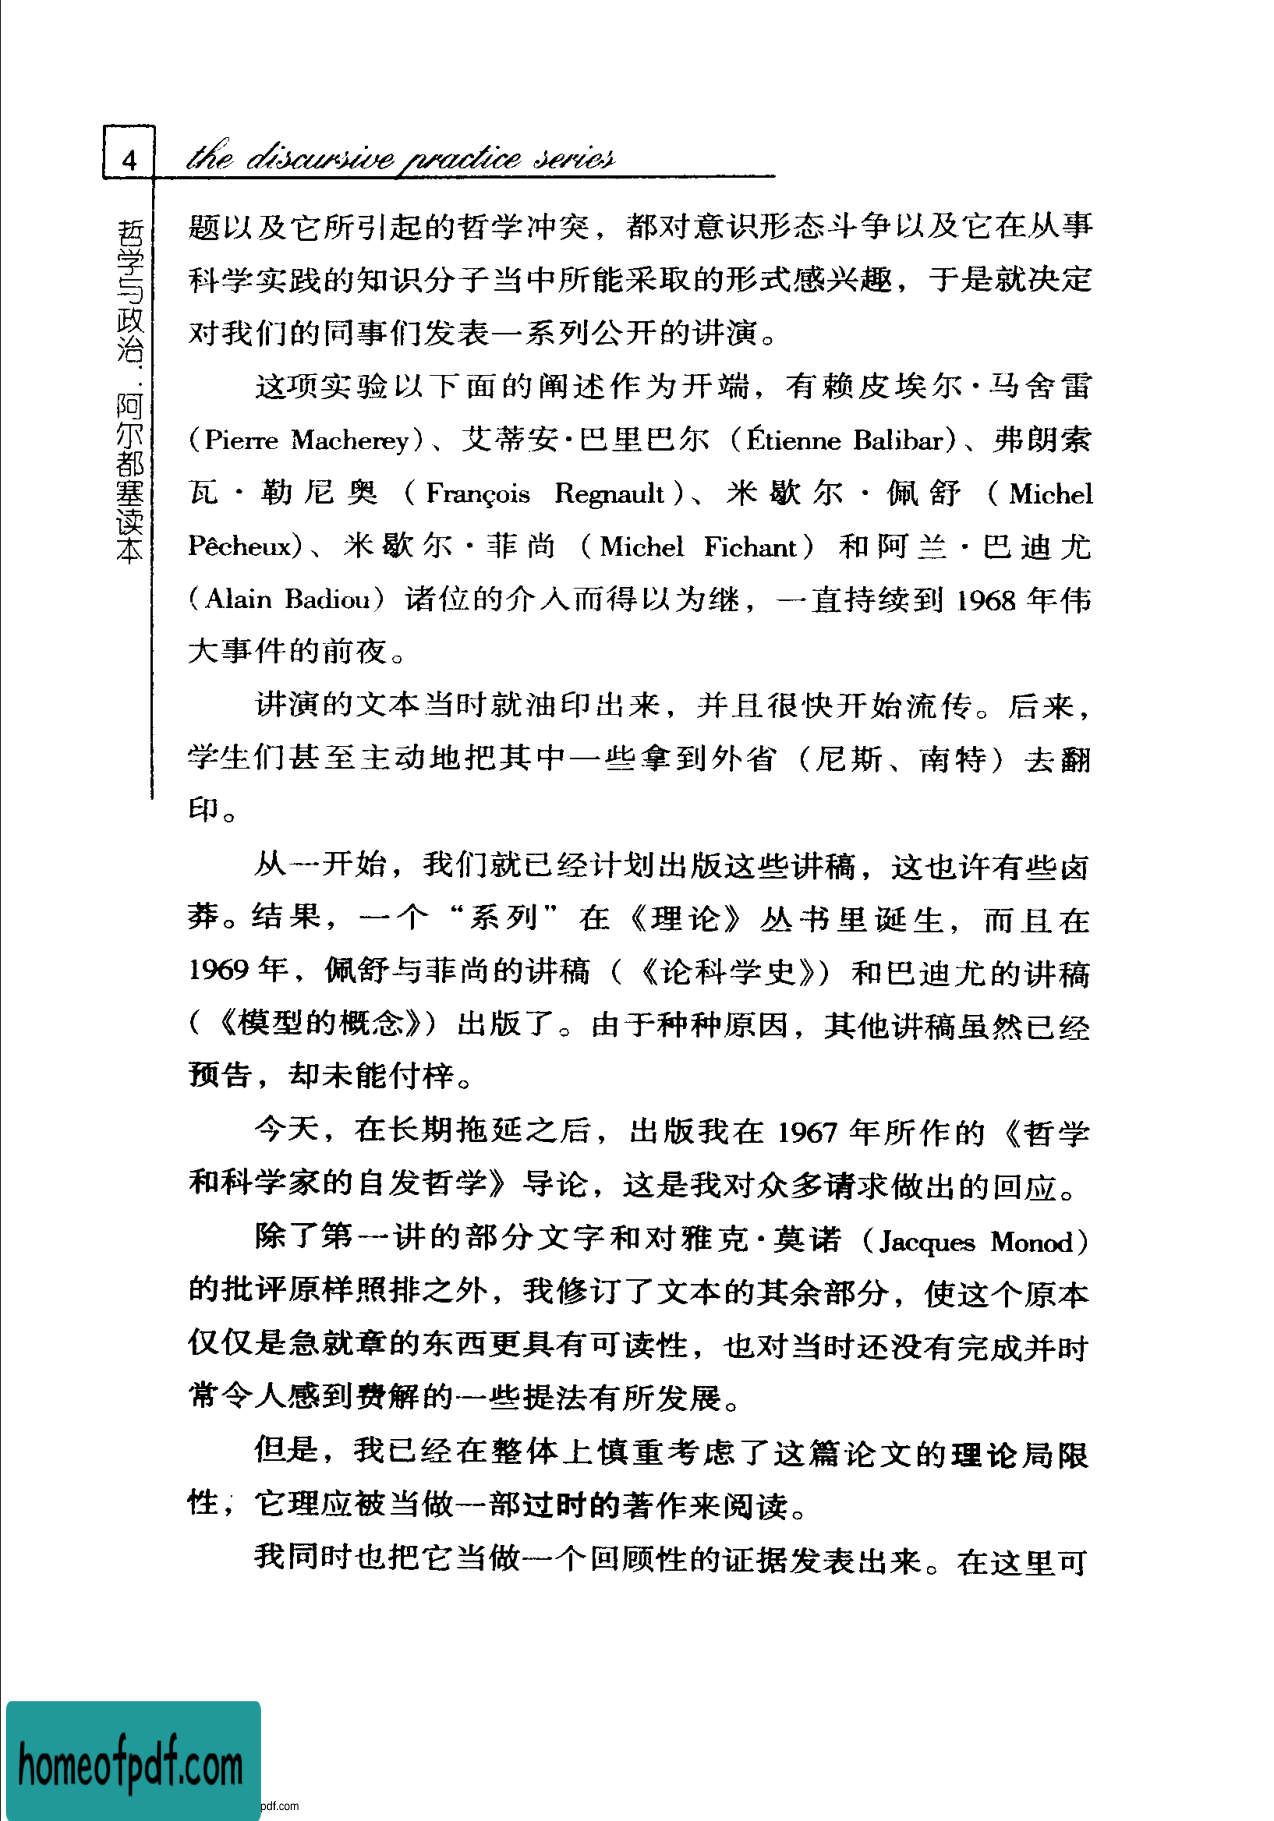 4
the discursive practice series
哲学与政治：阿尔都塞读本
题以及它所引起的哲学冲突，都对意识形态斗争以及它在从事
科学实践的知识分子当中所能采取的形式感兴趣，于是就决定
对我们的同事们发表一系列公开的讲演。
这项实验以下面的阐述作为开端，有赖皮埃尔·马舍雷
（Pierre Macherey）、艾蒂安·巴里巴尔（Étienne Balibar）、弗朗索
瓦·勒尼奥（François Regnault）、米歇尔·佩舒（Michel
Pêcheux）、米歇尔·菲尚（Michel Fichant）和阿兰·巴迪尤
（Alain Badiou）诸位的介入而得以为继，一直持续到 1968 年伟
大事件的前夜。
讲演的文本当时就油印出来，并且很快开始流传。后来，
学生们甚至主动地把其中一些拿到外省（尼斯、南特）去翻
印。
从一开始，我们就已经计划出版这些讲稿，这也许有些卤
莽。结果，一个“系列”在《理论》丛书里诞生，而且在
1969 年，佩舒与菲尚的讲稿（《论科学史》）和巴迪尤的讲稿
（《模型的概念》）出版了。由于种种原因，其他讲稿虽然已经
预告，却未能付梓。
今天，在长期拖延之后，出版我在 1967 年所作的《哲学
和科学家的自发哲学》导论，这是我对众多请求做出的回应。
除了第一讲的部分文字和对雅克·莫诺（Jacques Monod）
的批评原样照排之外，我修订了文本的其余部分，使这个原本
仅仅是急就章的东西更具有可读性，也对当时还没有完成并时
常令人感到费解的一些提法有所发展。
但是，我已经在整体上慎重考虑了这篇论文的理论局限
性，它理应被当做一部过时的著作来阅读。
我同时也把它当做一个回顾性的证据发表出来。在这里可
homeofpdf.com
pdf.com